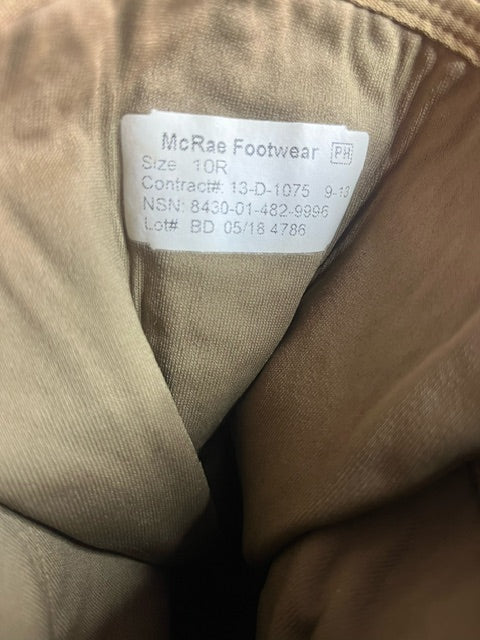 McRae Footwear PH
Size 10R
Contract#: 13-D-1075 9-13
NSN: 8430-01-482-9996
Lot# BD 05/18 4786